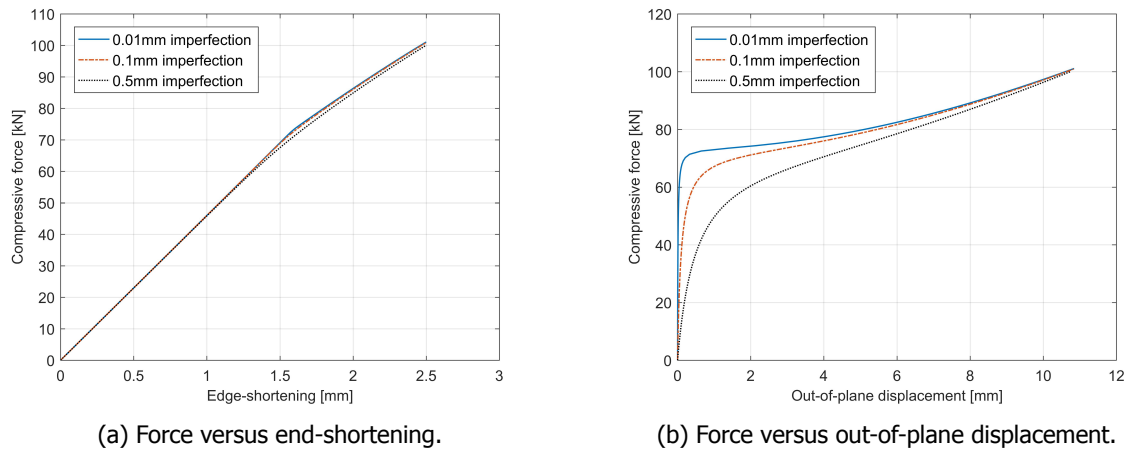 120
110
100
90
80
70
60
50
40
30
20
10
0
Compressive force [kN]
0.01mm imperfection
0.1mm imperfection
0.5mm imperfection
0 0.5 1 1.5 2 2.5 3
Edge-shortening [mm]
(a) Force versus end-shortening.
120
100
80
60
40
20
0
Compressive force [kN]
0.01mm imperfection
0.1mm imperfection
0.5mm imperfection
0 2 4 6 8 10 12
Out-of-plane displacement [mm]
(b) Force versus out-of-plane displacement.